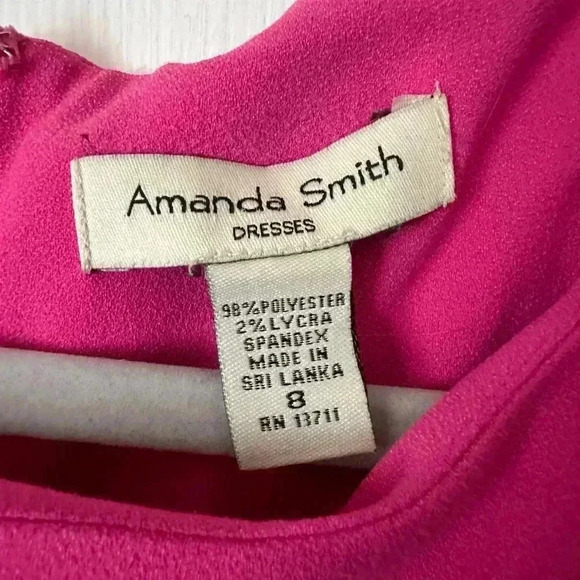 Amanda Smith
DRESSES
98%POLYESTER
2%LYCRA
SPANDEX
MADE IN
SRI LANKA
8
RN 13711